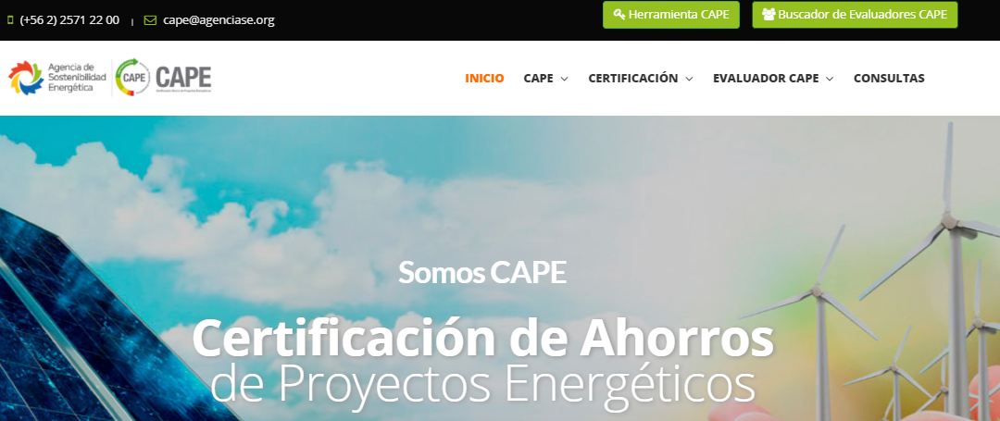 (+56 2) 2571 22 00 | cape@agenciase.org
Herramienta CAPE
Buscador de Evaluadores CAPE
Agencia de
Sostenibilidad
Energética
CAPE
CAPE
INICIO CAPE CERTIFICACIÓN EVALUADOR CAPE CONSULTAS
Somos CAPE
Certificación de Ahorros
de Proyectos Energéticos